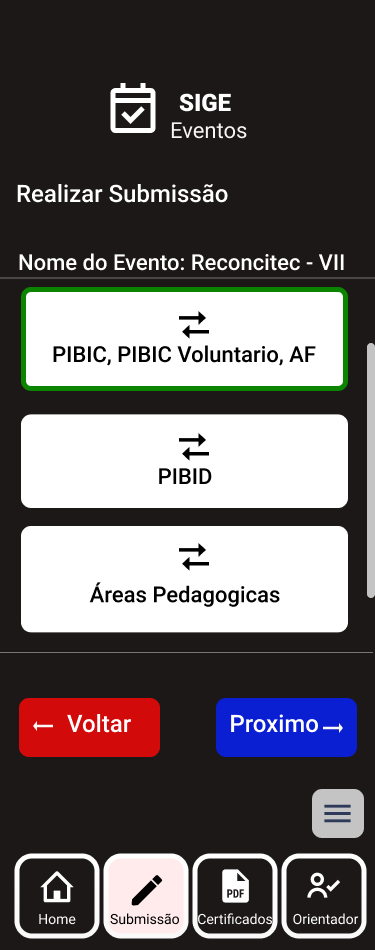 SIGE
Eventos
Realizar Submissão
Nome do Evento: Reconcitec - VII
PIBIC, PIBIC Voluntario, AF
PIBID
Áreas Pedagogicas
Voltar
Proximo
PDF
Home
Submissão
Certificados
Orientador